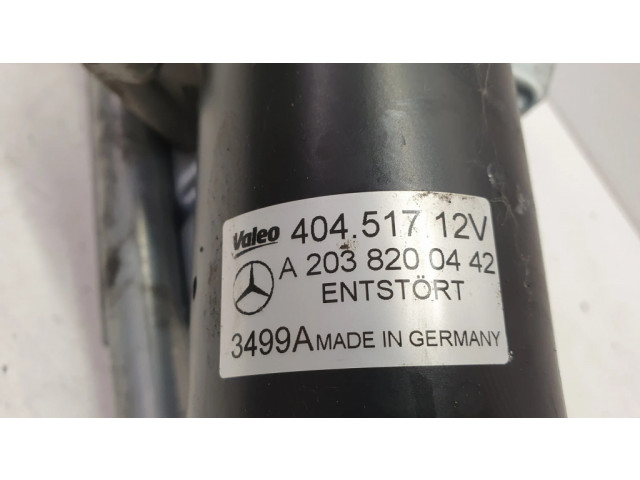 Valeo 404.517.12V
A 203 820 04 42
ENTSTÖRT
3499A MADE IN GERMANY